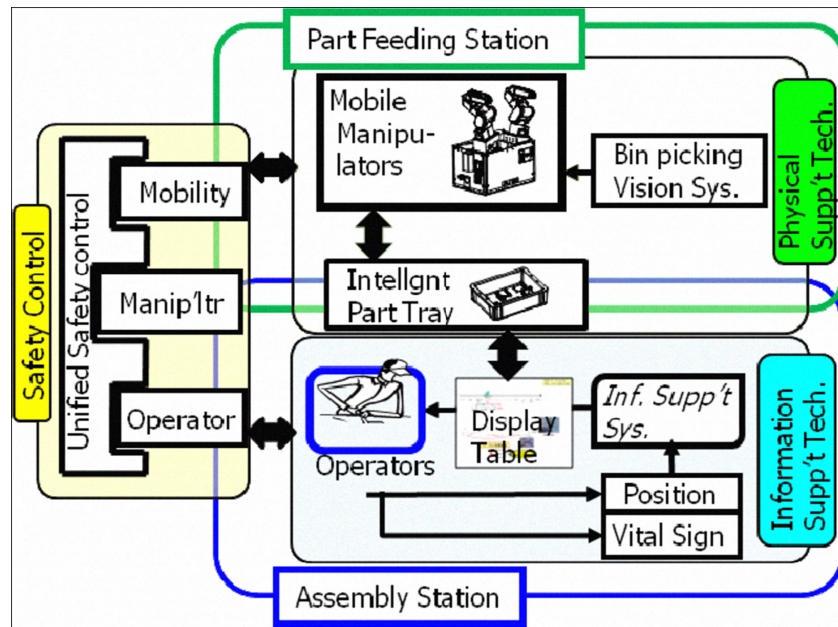 Part Feeding Station
Mobile
Manipu-
lators
Bin picking
Vision Sys.
Physical
Supp't Tech.
Safety Control
Unified Safety control
Mobility
Manip'ltr
Operator
Intellgnt
Part Tray
Operators
Display
Table
Inf. Supp't
Sys.
Position
Vital Sign
Information
Supp't Tech.
Assembly Station